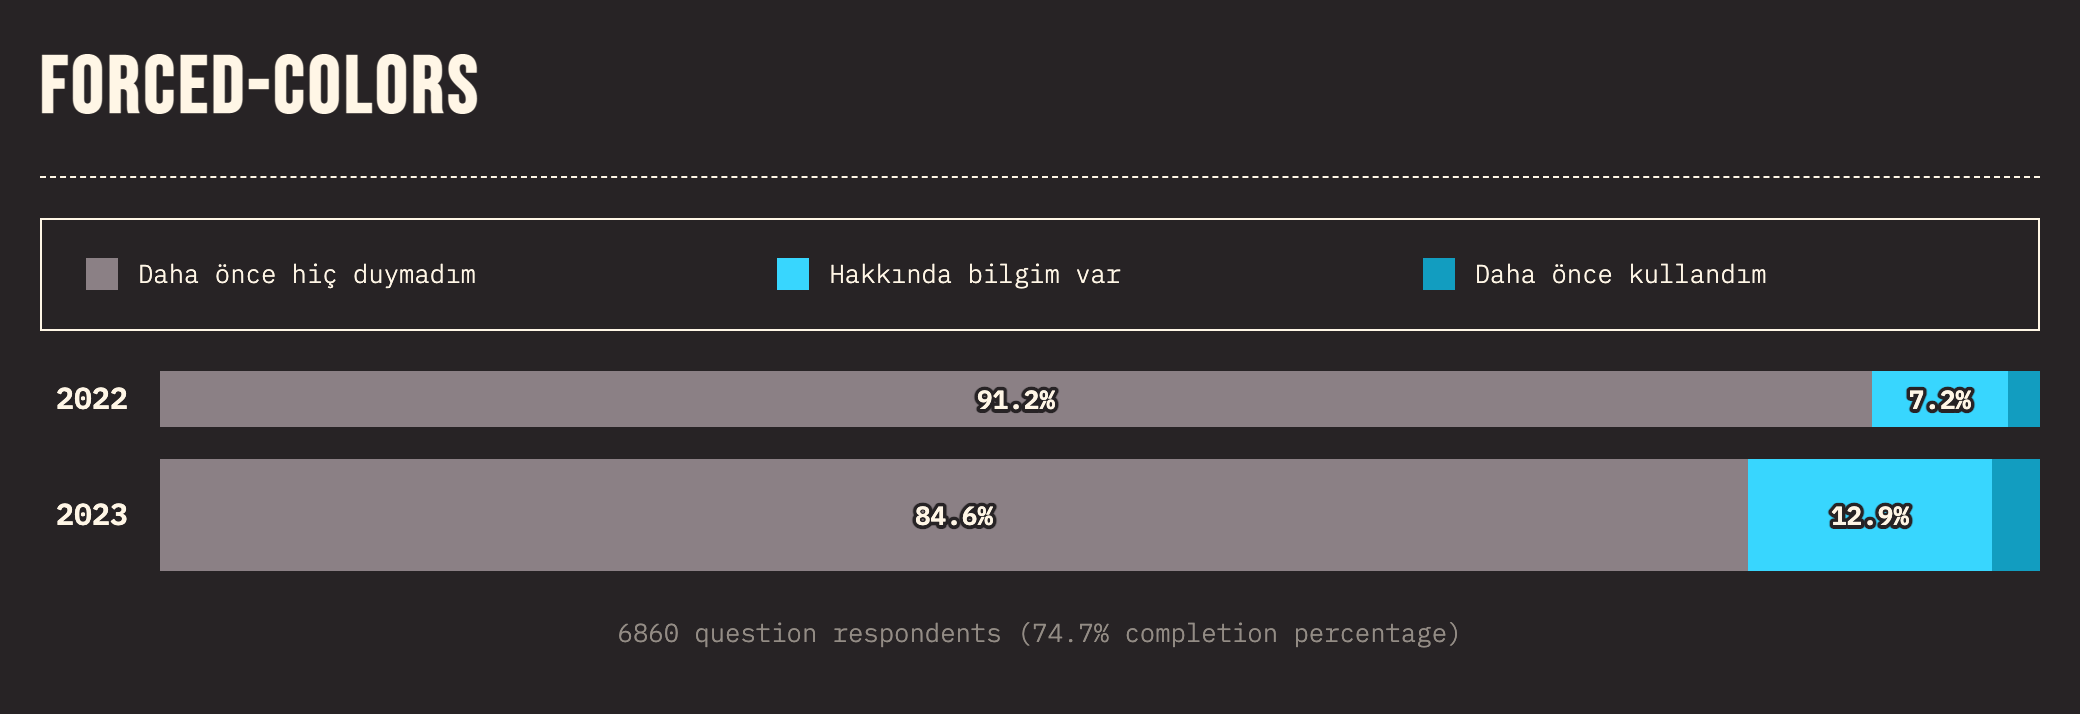 FORCED-COLORS
Daha önce hiç duymadım
Hakkında bilgim var
Daha önce kullandım
2022
91.2%
7.2%
2023
84.6%
12.9%
6860 question respondents (74.7% completion percentage)